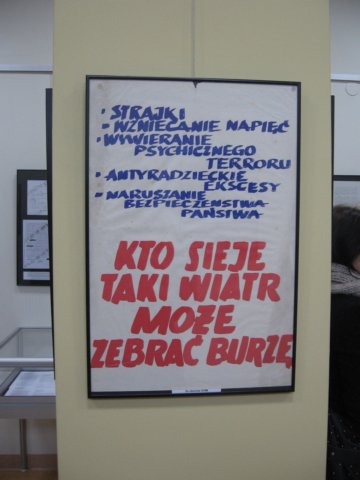 · STRAJKI
· WZNIECANIE NAPIĘĆ
· WYWIERANIE
PSYCHICZNEGO
TERRORU
· ANTYRADZIECKIE
EKSCESY
· NARUSZANIE
BEZPIECZEŃSTWA
PAŃSTWA
KTO SIEJE
TAKI WIATR
MOŻE
ZEBRAĆ BURZĘ